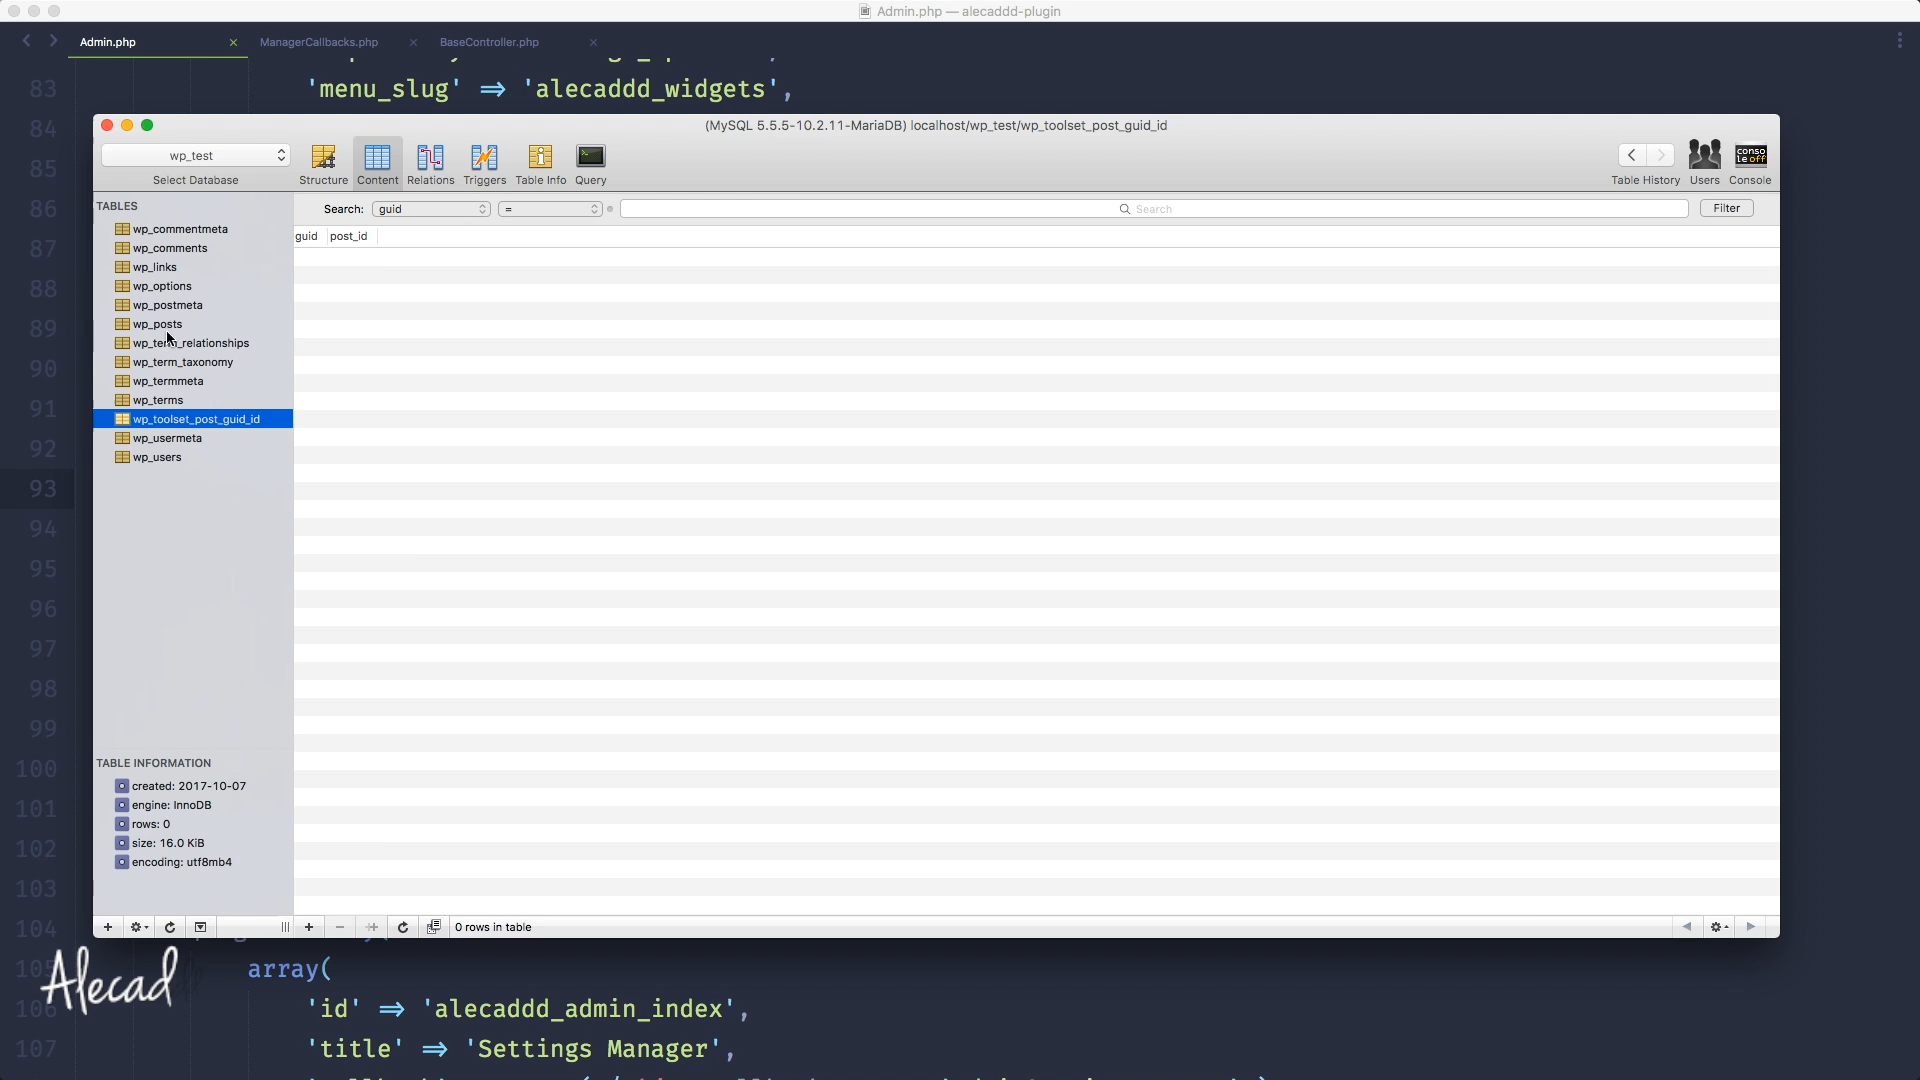 Admin.php — alecaddd-plugin
Admin.php
ManagerCallbacks.php
BaseController.php
83 'menu_slug' => 'alecaddd_widgets',
84
85
86
87
88
89
90
91
92
93
94
95
96
97
98
99
100
101
102
103
104
(MySQL 5.5.5-10.2.11-MariaDB) localhost/wp_test/wp_toolset_post_guid_id
wp_test
Select Database
Structure
Content
Relations
Triggers
Table Info
Query
Table History
Users
conso
le off
Console
TABLES
wp_commentmeta
wp_comments
wp_links
wp_options
wp_postmeta
wp_posts
wp_term_relationships
wp_term_taxonomy
wp_termmeta
wp_terms
wp_toolset_post_guid_id
wp_usermeta
wp_users
Search: guid = Search Filter
guid post_id
TABLE INFORMATION
created: 2017-10-07
engine: InnoDB
rows: 0
size: 16.0 KiB
encoding: utf8mb4
0 rows in table
105 array(
106 'id' => 'alecaddd_admin_index',
107 'title' => 'Settings Manager',
Alecad